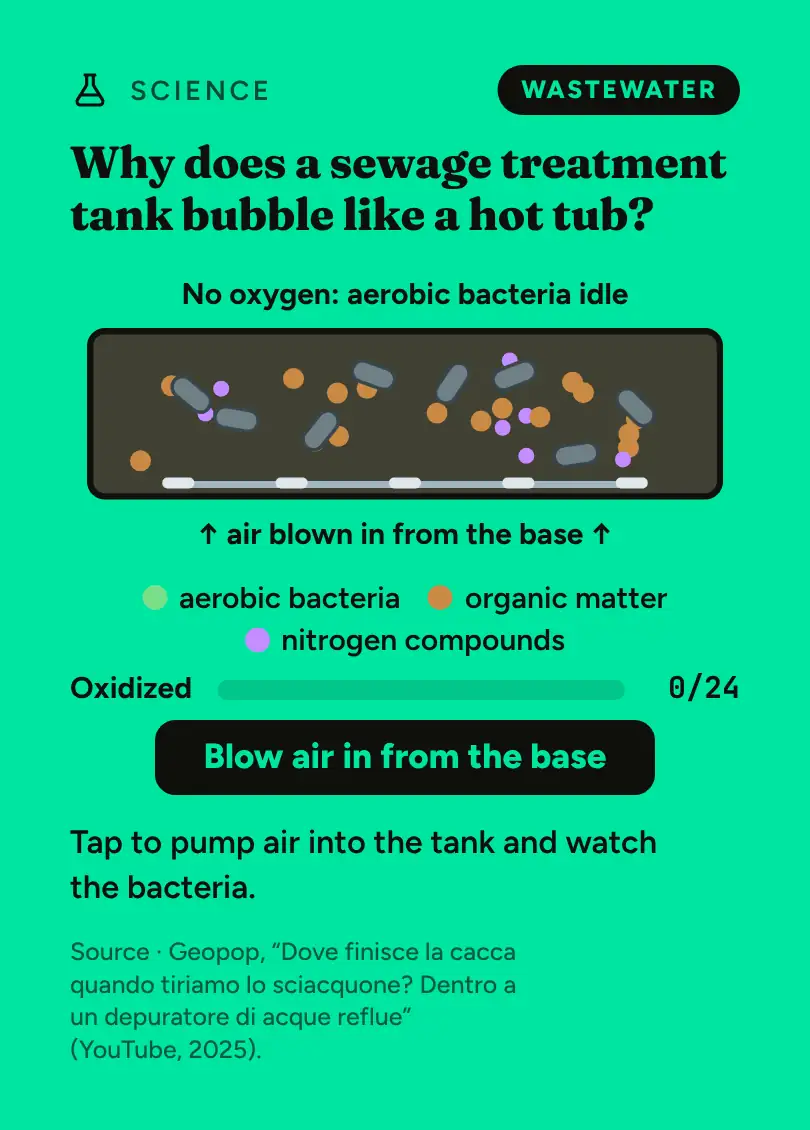 SCIENCE
WASTEWATER
Why does a sewage treatment
tank bubble like a hot tub?
No oxygen: aerobic bacteria idle
↑ air blown in from the base ↑
aerobic bacteria
organic matter
nitrogen compounds
Oxidized
0/24
Blow air in from the base
Tap to pump air into the tank and watch
the bacteria.
Source · Geopop, “Dove finisce la cacca
quando tiriamo lo sciacquone? Dentro a
un depuratore di acque reflue”
(YouTube, 2025).